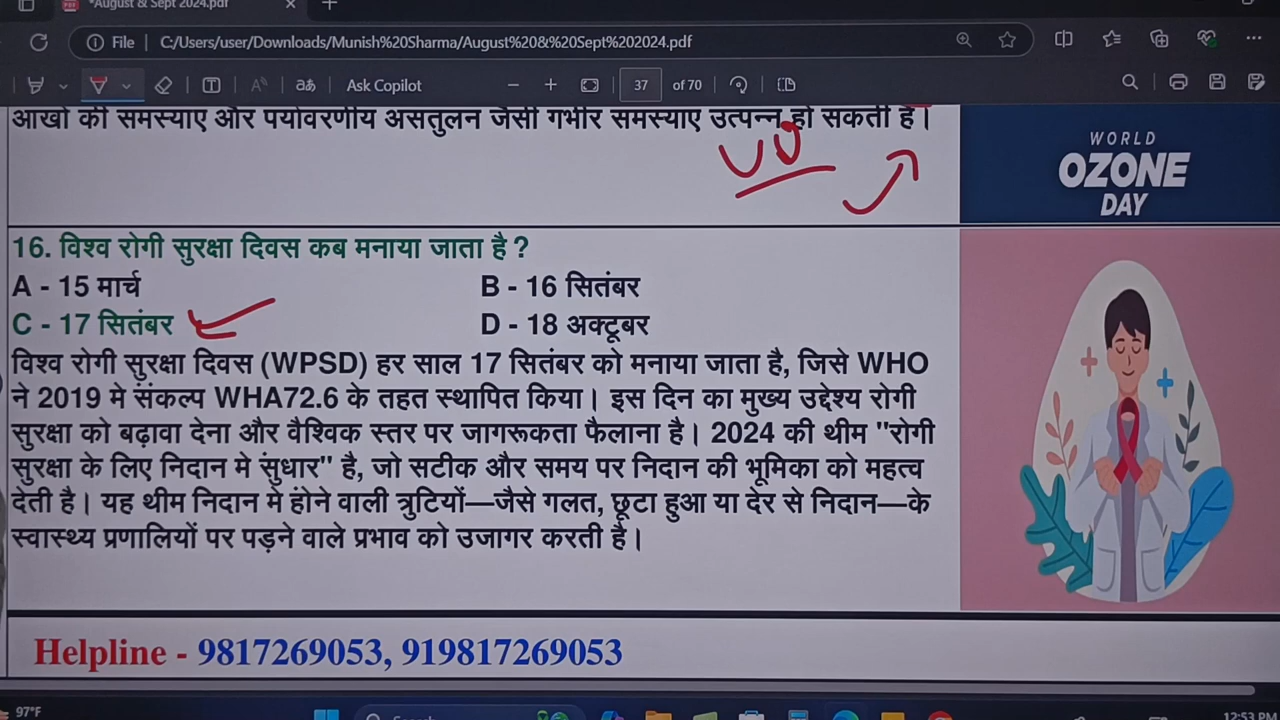 *August & Sept 2024.pdf
File
C:/Users/user/Downloads/Munish%20Sharma/August%20&%20Sept%202024.pdf
Ask Copilot
37 of 70
आंखों की समस्याएं और पर्यावरणीय असंतुलन जैसी गंभीर समस्याएं उत्पन्न हो सकती हैं।
WORLD
OZONE
DAY
16. विश्व रोगी सुरक्षा दिवस कब मनाया जाता है?
A - 15 मार्च
B - 16 सितंबर
C - 17 सितंबर
D - 18 अक्टूबर
विश्व रोगी सुरक्षा दिवस (WPSD) हर साल 17 सितंबर को मनाया जाता है, जिसे WHO
ने 2019 मे संकल्प WHA72.6 के तहत स्थापित किया। इस दिन का मुख्य उद्देश्य रोगी
सुरक्षा को बढ़ावा देना और वैश्विक स्तर पर जागरूकता फैलाना है। 2024 की थीम "रोगी
सुरक्षा के लिए निदान मे सुंधार" है, जो सटीक और समय पर निदान की भूमिका को महत्व
देती है। यह थीम निदान मे हंोने वाली त्रुटियों—जैसे गलत, छूटा हुआ या देर से निदान—के
स्वास्थ्य प्रणालियों पर पड़ने वाले प्रभाव को उजागर करती है।
Helpline - 9817269053, 919817269053
97°F
12:53 PM